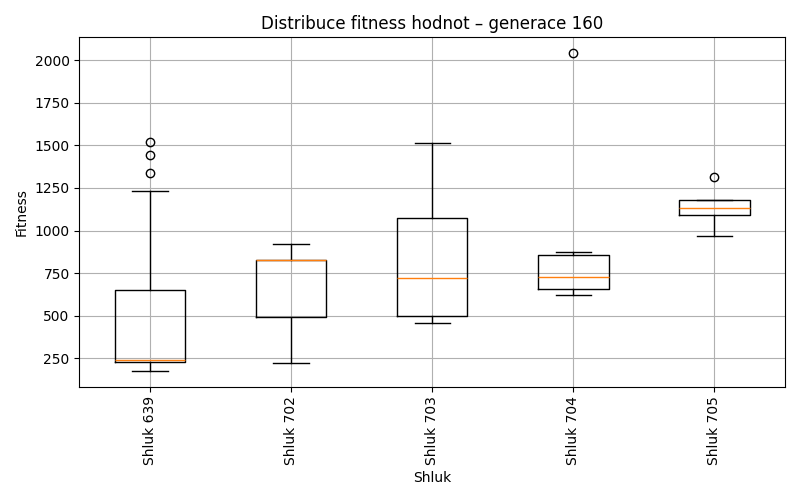 Distribuce fitness hodnot – generace 160
Fitness
2000
1750
1500
1250
1000
750
500
250
Shluk 639
Shluk 702
Shluk 703
Shluk 704
Shluk 705
Shluk